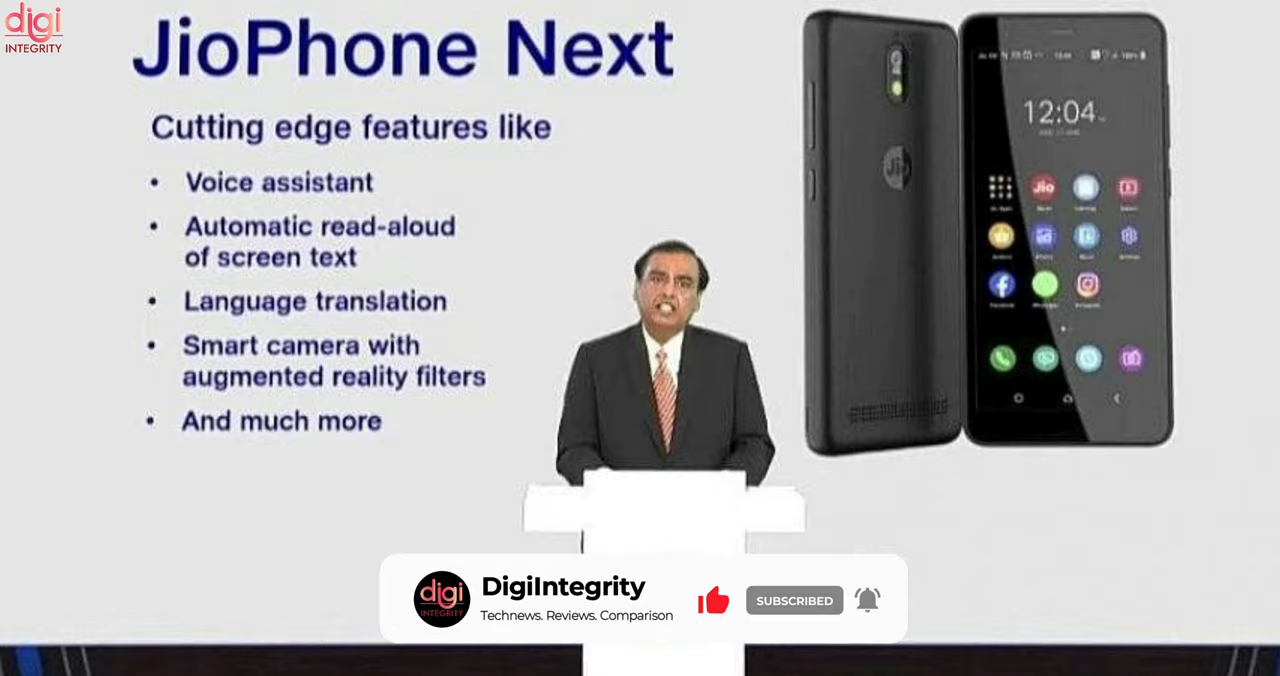 digi
INTEGRITY
JioPhone Next
Cutting edge features like
• Voice assistant
• Automatic read-aloud
of screen text
• Language translation
• Smart camera with
augmented reality filters
• And much more
Jio
12:04
Jio
digi
INTEGRITY
DigiIntegrity
Technews. Reviews. Comparison
SUBSCRIBED